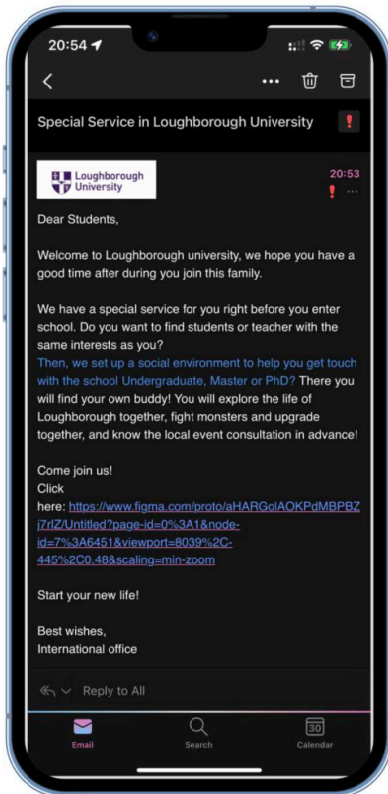 20:54
Special Service in Loughborough University
Loughborough
University
20:53
Dear Students,
Welcome to Loughborough university, we hope you have a
good time after during you join this family.
We have a special service for you right before you enter
school. Do you want to find students or teacher with the
same interests as you?
Then, we set up a social environment to help you get touch
with the school Undergraduate, Master or PhD? There you
will find your own buddy! You will explore the life of
Loughborough together, fight monsters and upgrade
together, and know the local event consultation in advance!
Come join us!
Click
here: https://www.figma.com/proto/aHARGolAOKPdMBPBZ
j7rlZ/Untitled?page-id=0%3A1&node-
id=7%3A6451&viewport=8039%2C-
445%2C0.48&scaling=min-zoom
Start your new life!
Best wishes,
International office
Reply to All
Email
Search
30
Calendar